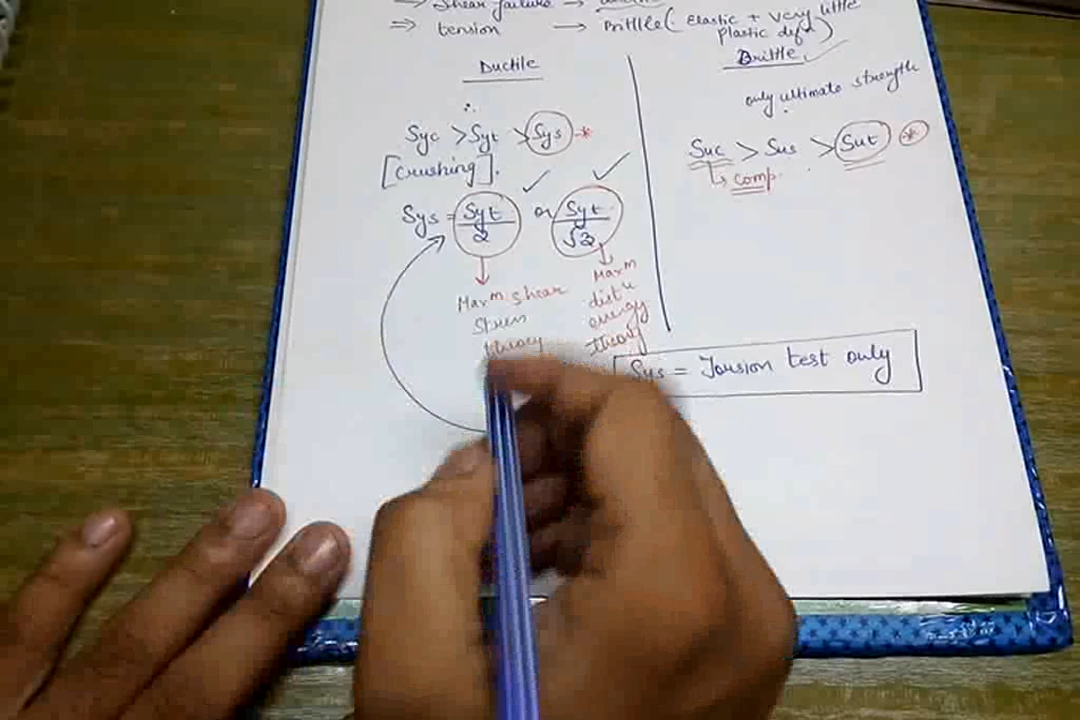 ⇒ Shear failure →
⇒ tension → Brittle ( Elastic + very little
plastic defn )
Ductile
∴
Syc > Syt > Sys *
[crushing].
Sys = Syt/2 or Syt/√3
Maxm shear
stress
theory
Maxm
distn
energy
theory
Brittle
only ultimate strength
Suc > Sus > Sut *
↳ comp.
Sys = Torsion test only